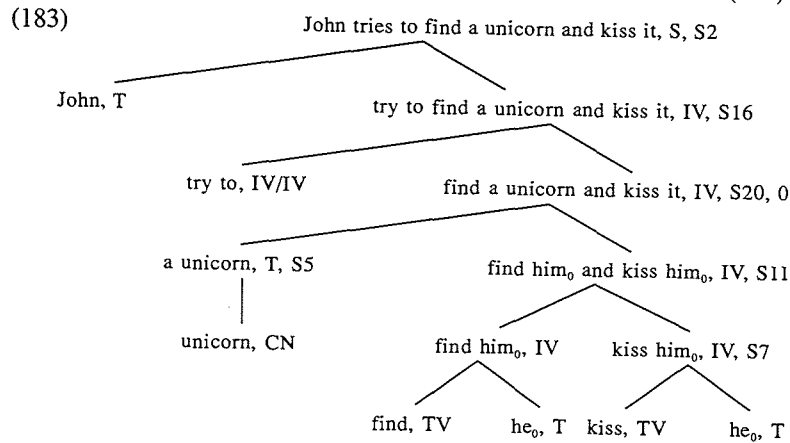 (183)
John tries to find a unicorn and kiss it, S, S2
John, T
try to find a unicorn and kiss it, IV, S16
try to, IV/IV
find a unicorn and kiss it, IV, S20, 0
a unicorn, T, S5
find him₀ and kiss him₀, IV, S11
unicorn, CN
find him₀, IV
kiss him₀, IV, S7
find, TV
he₀, T
kiss, TV
he₀, T